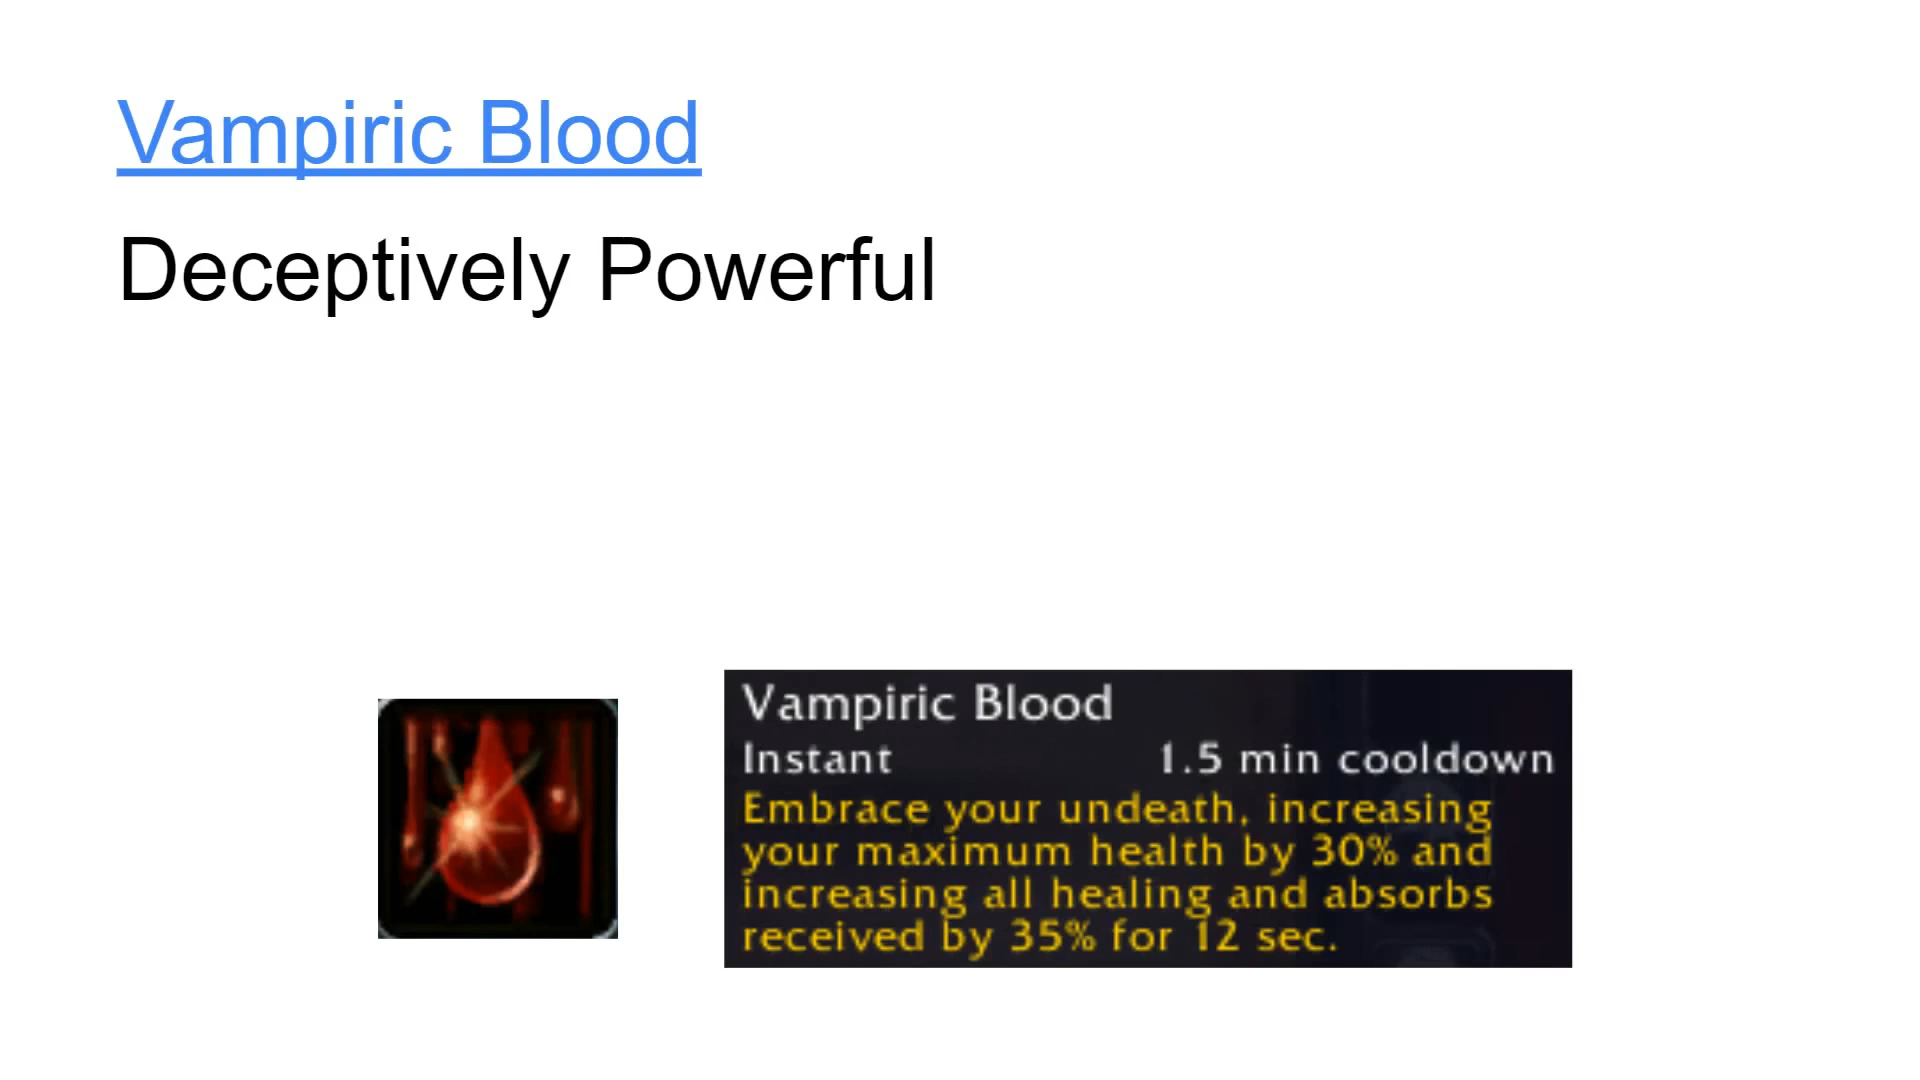 Vampiric Blood
Deceptively Powerful
Vampiric Blood
Instant 1.5 min cooldown
Embrace your undeath, increasing
your maximum health by 30% and
increasing all healing and absorbs
received by 35% for 12 sec.